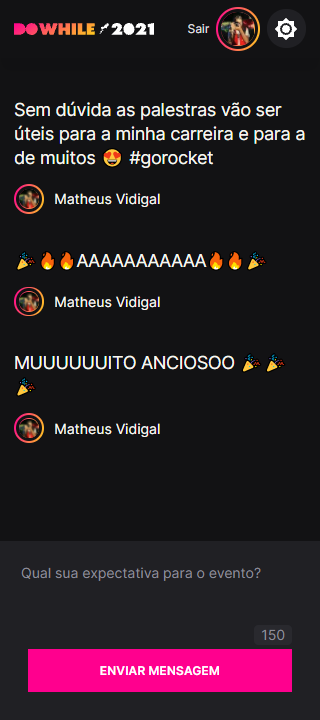 DOWHILE 2021
Sair
Sem dúvida as palestras vão ser
úteis para a minha carreira e para a
de muitos 😍 #gorocket
Matheus Vidigal
🎉🔥🔥AAAAAAAAAAA🔥🔥🎉
Matheus Vidigal
MUUUUUUITO ANCIOSOO 🎉🎉
🎉
Matheus Vidigal
Qual sua expectativa para o evento?
150
ENVIAR MENSAGEM